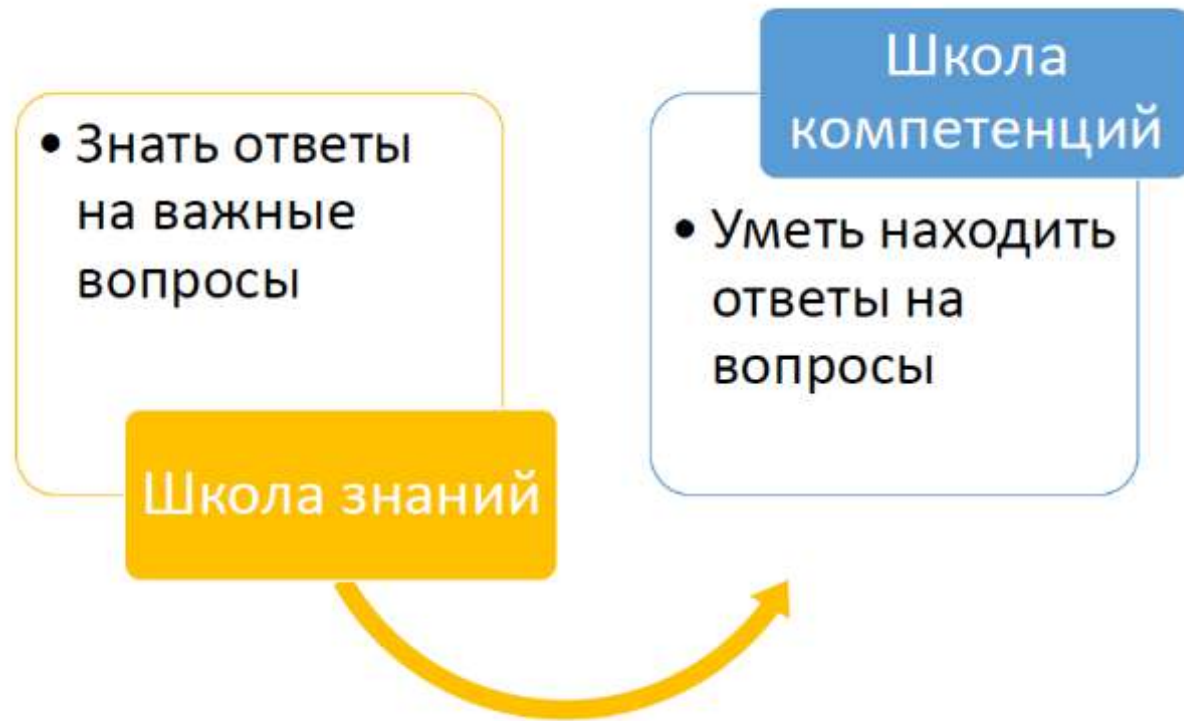 • Знать ответы
на важные
вопросы
Школа знаний
Школа
компетенций
• Уметь находить
ответы на
вопросы